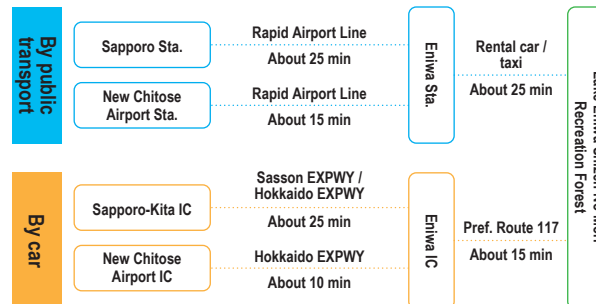 By public
transport
Sapporo Sta.
Rapid Airport Line
About 25 min
New Chitose
Airport Sta.
Rapid Airport Line
About 15 min
Eniwa Sta.
Rental car /
taxi
About 25 min
By car
Sapporo-Kita IC
Sasson EXPWY /
Hokkaido EXPWY
About 25 min
New Chitose
Airport IC
Hokkaido EXPWY
About 10 min
Eniwa IC
Pref. Route 117
About 15 min
Recreation Forest